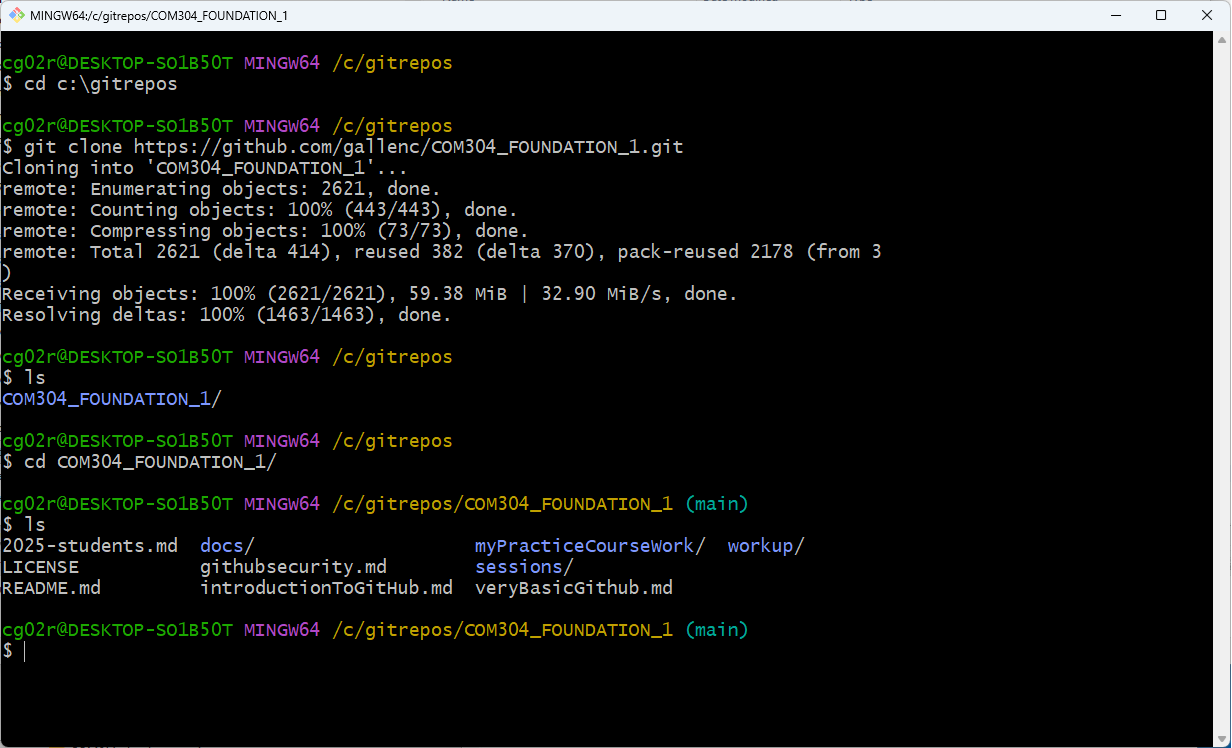 MINGW64:/c/gitrepos/COM304_FOUNDATION_1
cg02r@DESKTOP-SO1B50T MINGW64 /c/gitrepos
$ cd c:\gitrepos
cg02r@DESKTOP-SO1B50T MINGW64 /c/gitrepos
$ git clone https://github.com/gallenc/COM304_FOUNDATION_1.git
Cloning into 'COM304_FOUNDATION_1'...
remote: Enumerating objects: 2621, done.
remote: Counting objects: 100% (443/443), done.
remote: Compressing objects: 100% (73/73), done.
remote: Total 2621 (delta 414), reused 382 (delta 370), pack-reused 2178 (from 3
)
Receiving objects: 100% (2621/2621), 59.38 MiB | 32.90 MiB/s, done.
Resolving deltas: 100% (1463/1463), done.
cg02r@DESKTOP-SO1B50T MINGW64 /c/gitrepos
$ ls
COM304_FOUNDATION_1/
cg02r@DESKTOP-SO1B50T MINGW64 /c/gitrepos
$ cd COM304_FOUNDATION_1/
cg02r@DESKTOP-SO1B50T MINGW64 /c/gitrepos/COM304_FOUNDATION_1 (main)
$ ls
2025-students.md  docs/                    myPracticeCourseWork/  workup/
LICENSE           githubsecurity.md        sessions/
README.md         introductionToGitHub.md  veryBasicGithub.md
cg02r@DESKTOP-SO1B50T MINGW64 /c/gitrepos/COM304_FOUNDATION_1 (main)
$